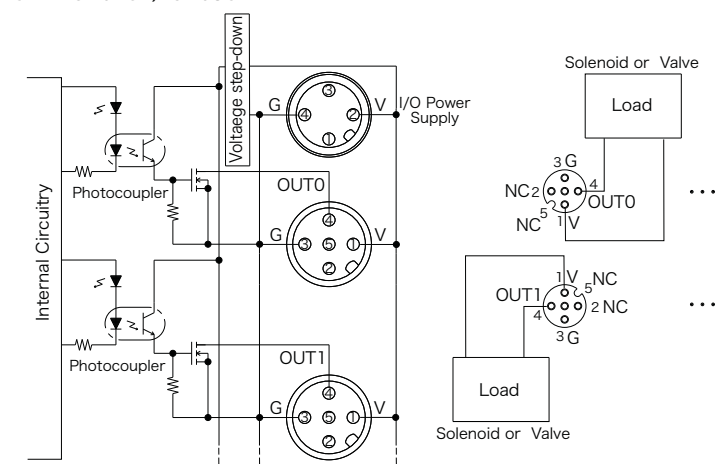 Voltaege step-down
G
3
4
2
1
V
I/O Power
Supply
Internal Circuitry
Photocoupler
OUT0
G
4
3
5
1
2
V
Photocoupler
OUT1
G
4
3
5
1
2
V
Solenoid or Valve
Load
3 G
NC 2
4
OUT0
NC
5
1 V
...
1 V
5
NC
OUT1
2 NC
4
3 G
...
Load
Solenoid or Valve